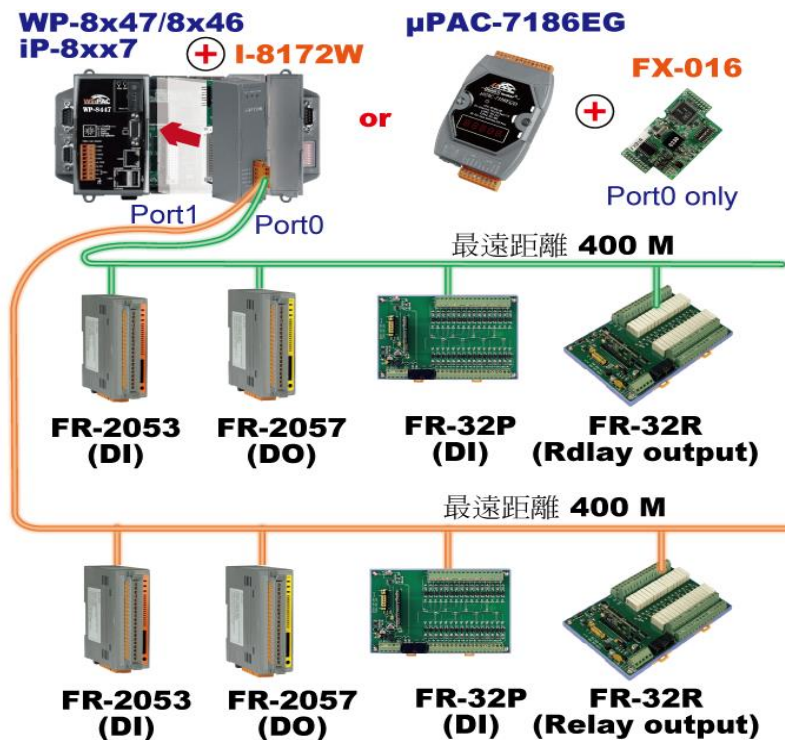 WP-8x47/8x46
iP-8xx7
+ I-8172W
µPAC-7186EG
FX-016
WP-8447
or
+
Port0 only
Port1
Port0
最遠距離 400 M
FR-2053
(DI)
FR-2057
(DO)
FR-32P
(DI)
FR-32R
(Rdlay output)
最遠距離 400 M
FR-2053
(DI)
FR-2057
(DO)
FR-32P
(DI)
FR-32R
(Relay output)